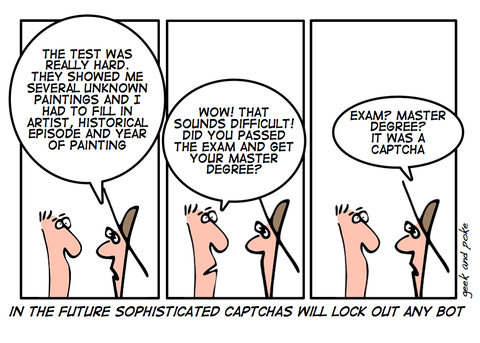 THE TEST WAS
REALLY HARD.
THEY SHOWED ME
SEVERAL UNKNOWN
PAINTINGS AND I
HAD TO FILL IN
ARTIST, HISTORICAL
EPISODE AND YEAR
OF PAINTING
WOW! THAT
SOUNDS DIFFICULT!
DID YOU PASSED
THE EXAM AND GET
YOUR MASTER
DEGREE?
EXAM? MASTER
DEGREE?
IT WAS A
CAPTCHA
geek and poke
IN THE FUTURE SOPHISTICATED CAPTCHAS WILL LOCK OUT ANY BOT